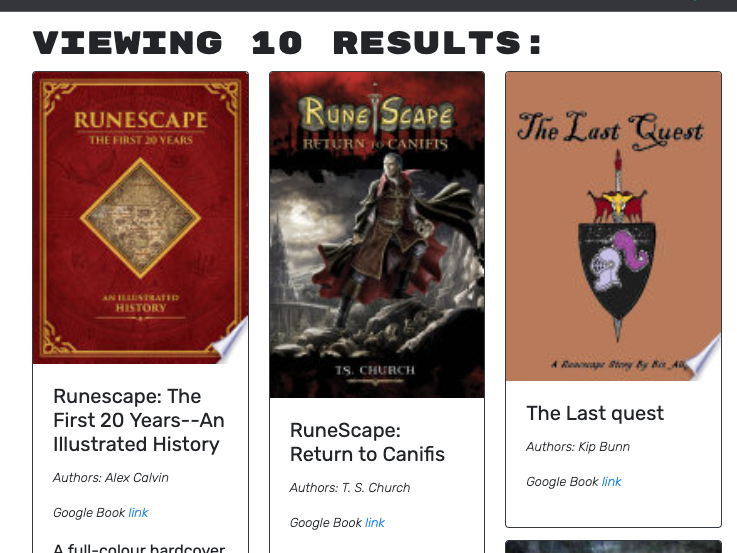 VIEWING 10 RESULTS:
RUNESCAPE
THE FIRST 20 YEARS
AN ILLUSTRATED
HISTORY
Runescape: The
First 20 Years--An
Illustrated History
Authors: Alex Calvin
Google Book link
A full-colour hardcover
RUNESCAPE
RETURN TO CANIFIS
T.S. CHURCH
RuneScape:
Return to Canifis
Authors: T. S. Church
Google Book link
The Last Quest
A Runescape Story By
The Last quest
Authors: Kip Bunn
Google Book link